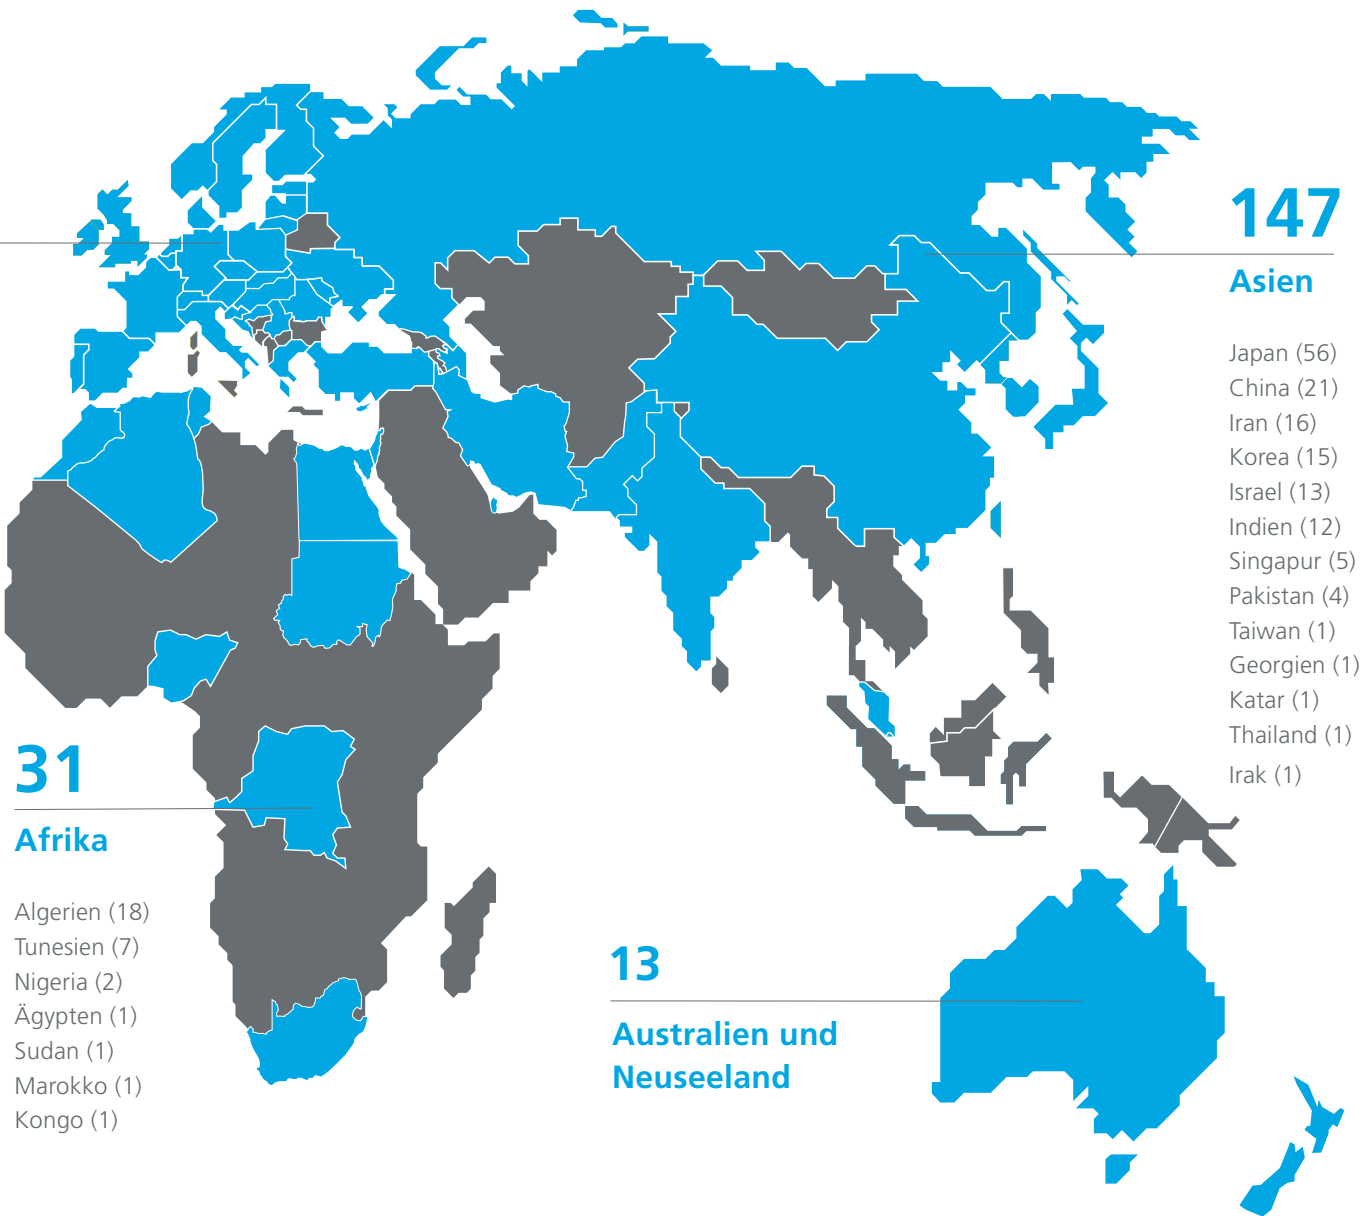 147
Asien
Japan (56)
China (21)
Iran (16)
Korea (15)
Israel (13)
Indien (12)
Singapur (5)
Pakistan (4)
Taiwan (1)
Georgien (1)
Katar (1)
Thailand (1)
Irak (1)
31
Afrika
Algerien (18)
Tunesien (7)
Nigeria (2)
Ägypten (1)
Sudan (1)
Marokko (1)
Kongo (1)
13
Australien und
Neuseeland